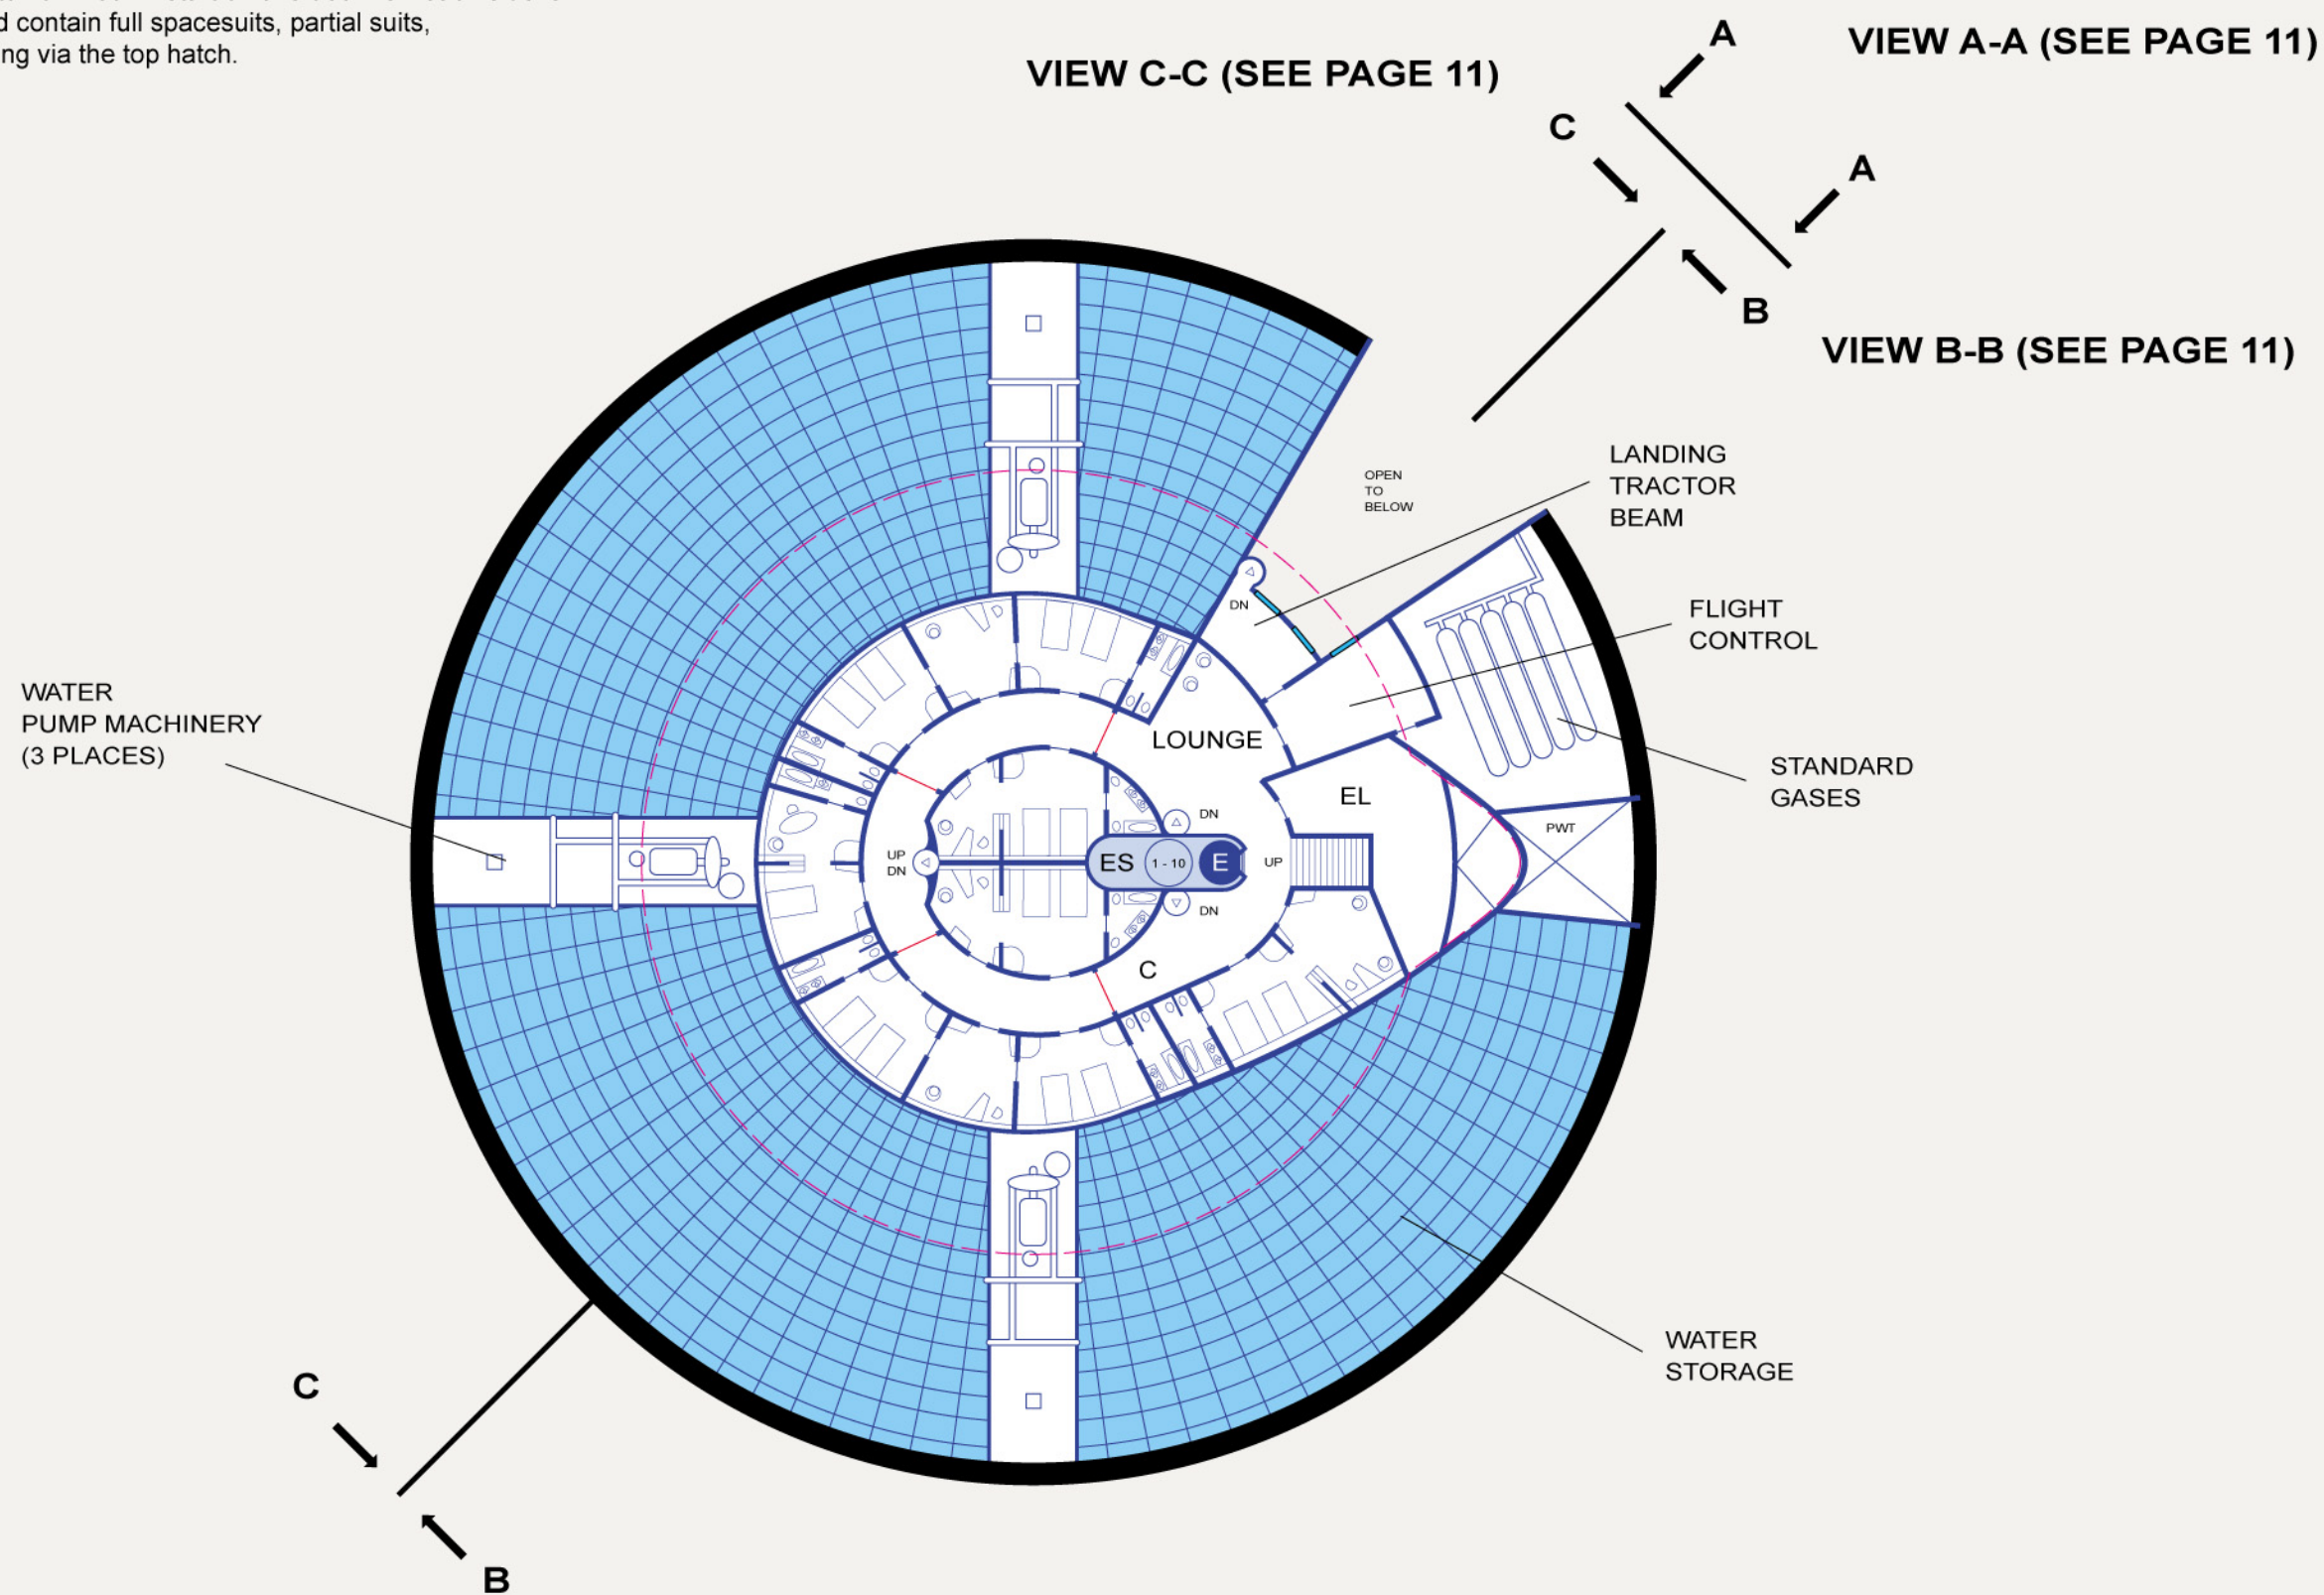 d contain full spacesuits, partial suits,
ng via the top hatch.
VIEW C-C (SEE PAGE 11)
A
VIEW A-A (SEE PAGE 11)
C
A
B
VIEW B-B (SEE PAGE 11)
LANDING
TRACTOR
BEAM
OPEN
TO
BELOW
DN
FLIGHT
CONTROL
WATER
PUMP MACHINERY
(3 PLACES)
LOUNGE
STANDARD
GASES
EL
DN
PWT
UP
DN
ES
1 - 10
E
UP
DN
C
WATER
STORAGE
C
B